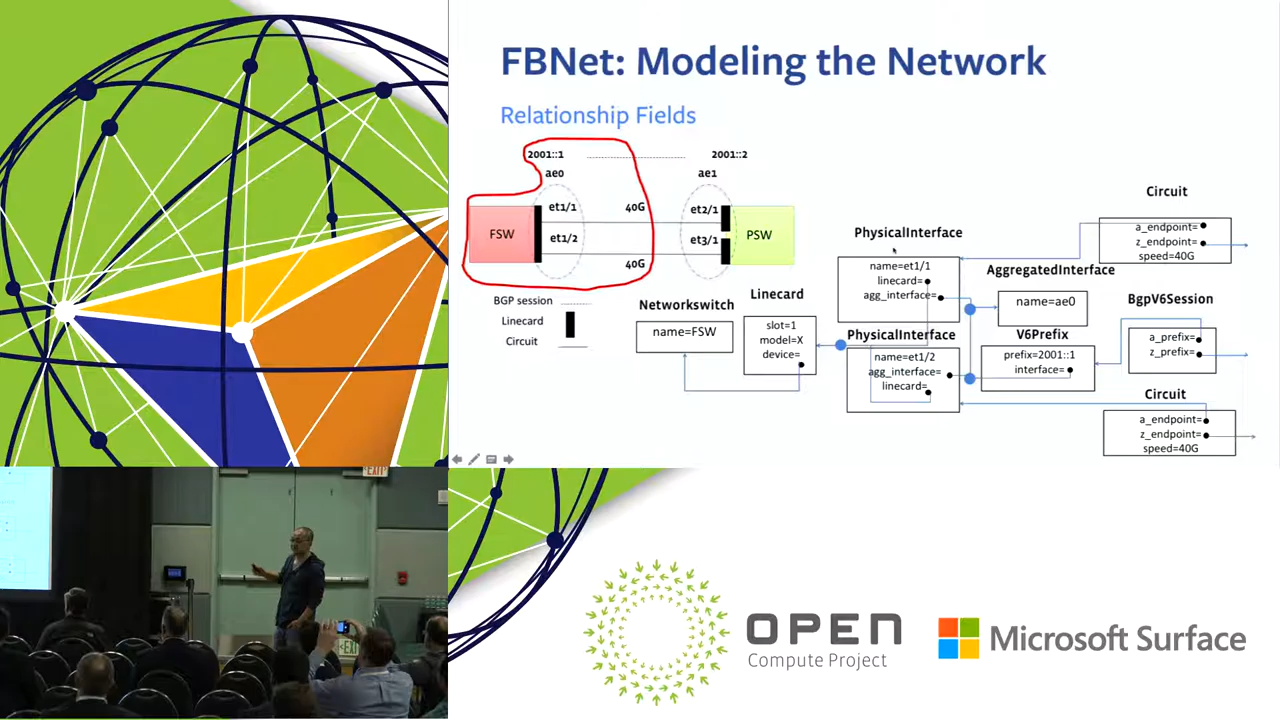 FBNet: Modeling the Network
Relationship Fields
2001::1
2001::2
ae0
ae1
et1/1
40G
et2/1
FSW
et1/2
et3/1
PSW
40G
BGP session
Linecard
Circuit
Networkswitch
name=FSW
Linecard
slot=1
model=X
device=
PhysicalInterface
name=et1/1
linecard=
agg_interface=
PhysicalInterface
name=et1/2
agg_interface=
linecard=
AggregatedInterface
name=ae0
V6Prefix
prefix=2001::1
interface=
Circuit
a_endpoint=
z_endpoint=
speed=40G
BgpV6Session
a_prefix=
z_prefix=
Circuit
a_endpoint=
z_endpoint=
speed=40G
EXIT
EXI
OPEN
Compute Project
Microsoft Surface